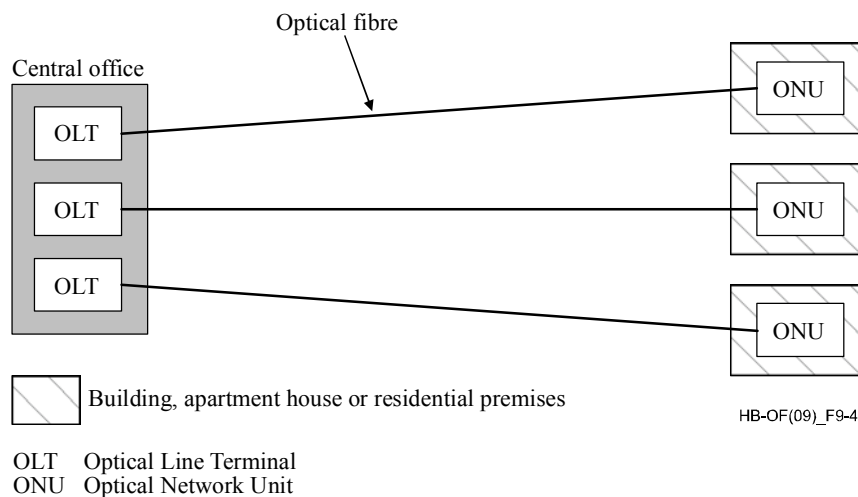 Optical fibre
Central office
OLT
ONU
OLT
ONU
OLT
ONU
Building, apartment house or residential premises
HB-OF(09)_F9-4
OLT Optical Line Terminal
ONU Optical Network Unit